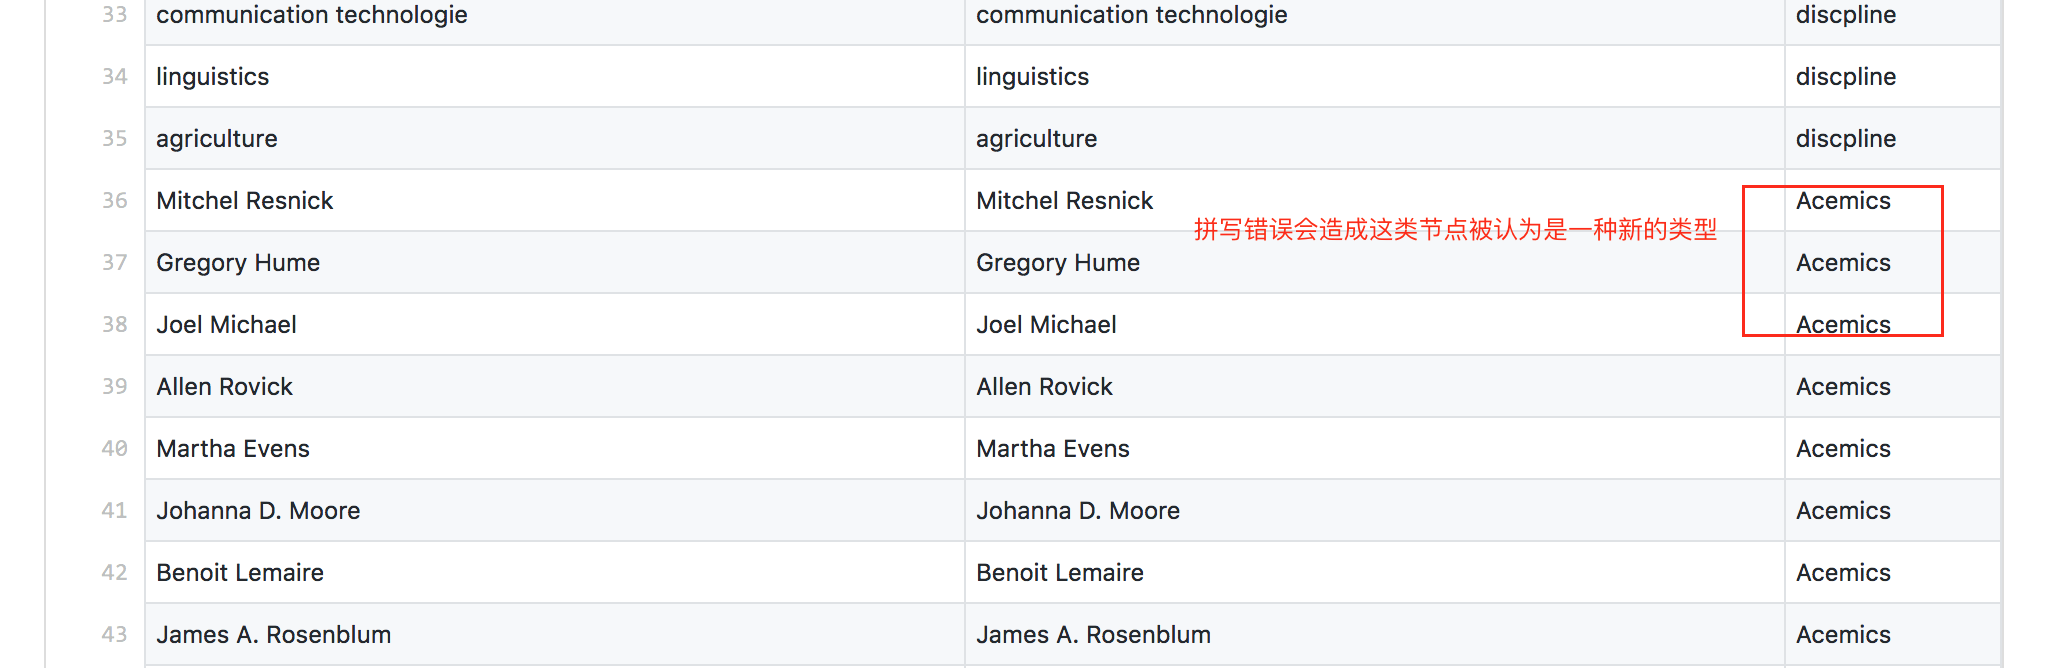 33 communication technologie communication technologie discpline
34 linguistics linguistics discpline
35 agriculture agriculture discpline
36 Mitchel Resnick Mitchel Resnick Acemics
拼写错误会造成这类节点被认为是一种新的类型
37 Gregory Hume Gregory Hume Acemics
38 Joel Michael Joel Michael Acemics
39 Allen Rovick Allen Rovick Acemics
40 Martha Evens Martha Evens Acemics
41 Johanna D. Moore Johanna D. Moore Acemics
42 Benoit Lemaire Benoit Lemaire Acemics
43 James A. Rosenblum James A. Rosenblum Acemics